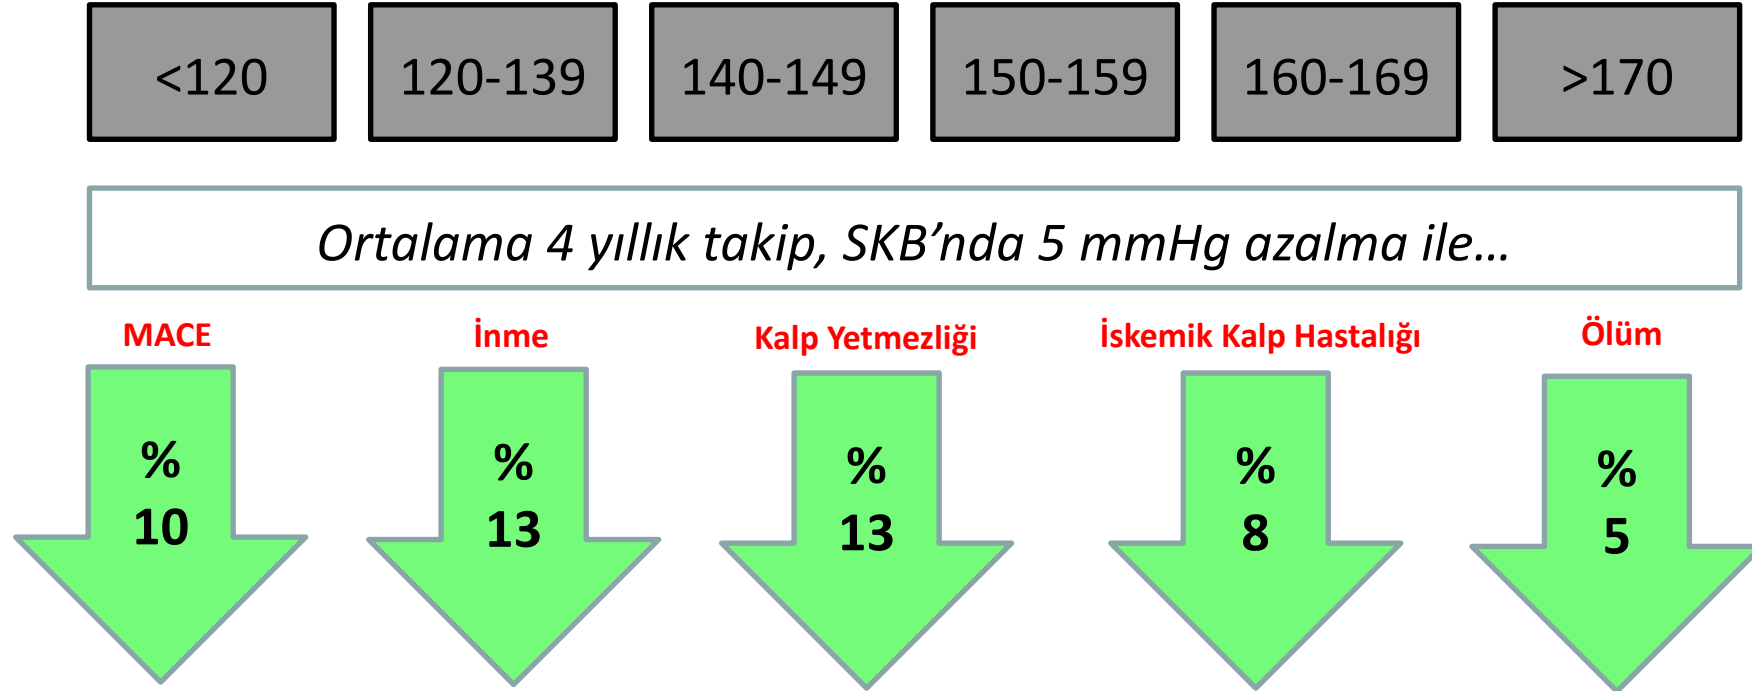 <120 120-139 140-149 150-159 160-169 >170
Ortalama 4 yıllık takip, SKB’nda 5 mmHg azalma ile…
MACE İnme Kalp Yetmezliği İskemik Kalp Hastalığı Ölüm
% % % % %
10 13 13 8 5